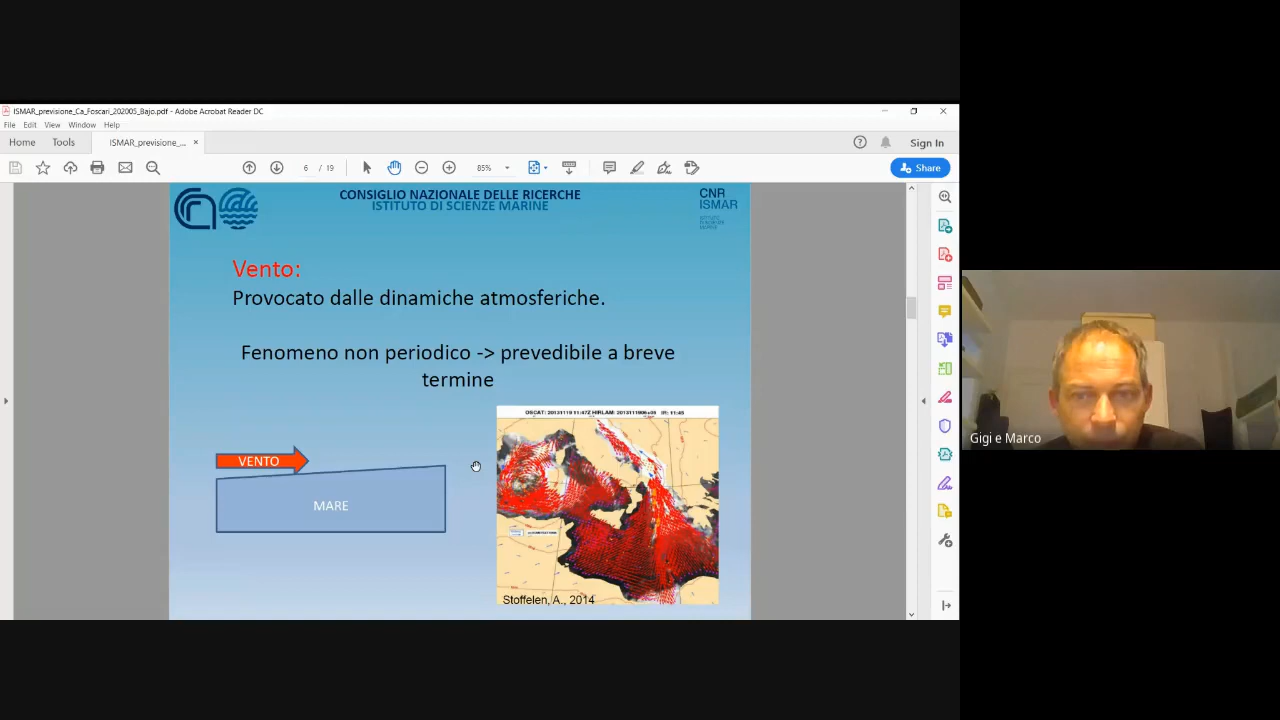 ISMAR_previsione_Ca_Foscari_202005_Bajo.pdf - Adobe Acrobat Reader DC
File Edit View Window Help
Home Tools ISMAR_previsione_... × Sign In
6 / 19 85% Share
CONSIGLIO NAZIONALE DELLE RICERCHE
ISTITUTO DI SCIENZE MARINE
CNR
ISMAR
Vento:
Provocato dalle dinamiche atmosferiche.
Fenomeno non periodico -> prevedibile a breve
termine
VENTO
MARE
Stoffelen, A., 2014
Gigi e Marco